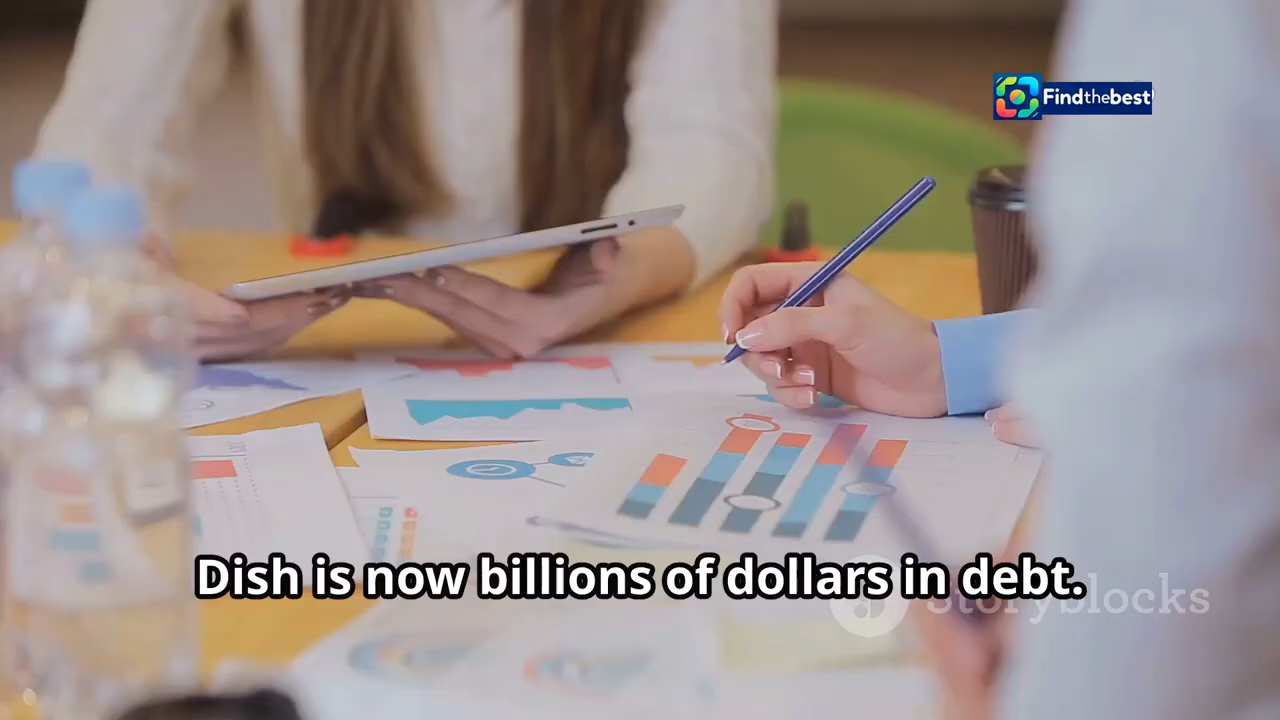 Findthebest!
Dish is now billions of dollars in debt.
Storyblocks